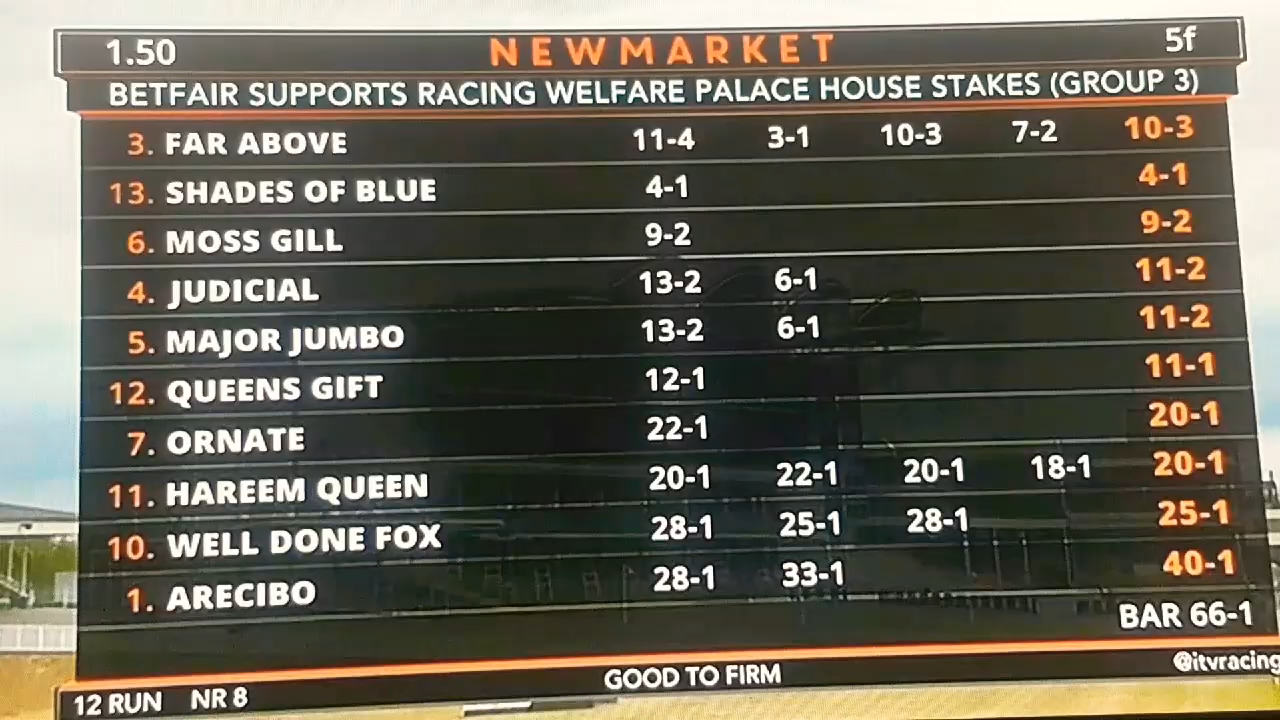 1.50 NEWMARKET 5f
BETFAIR SUPPORTS RACING WELFARE PALACE HOUSE STAKES (GROUP 3)
3. FAR ABOVE 11-4 3-1 10-3 7-2 10-3
13. SHADES OF BLUE 4-1 4-1
6. MOSS GILL 9-2 9-2
4. JUDICIAL 13-2 6-1 11-2
5. MAJOR JUMBO 13-2 6-1 11-2
12. QUEENS GIFT 12-1 11-1
7. ORNATE 22-1 20-1
11. HAREEM QUEEN 20-1 22-1 20-1 18-1 20-1
10. WELL DONE FOX 28-1 25-1 28-1 25-1
1. ARECIBO 28-1 33-1 40-1
BAR 66-1
@itvracing
12 RUN NR 8 GOOD TO FIRM